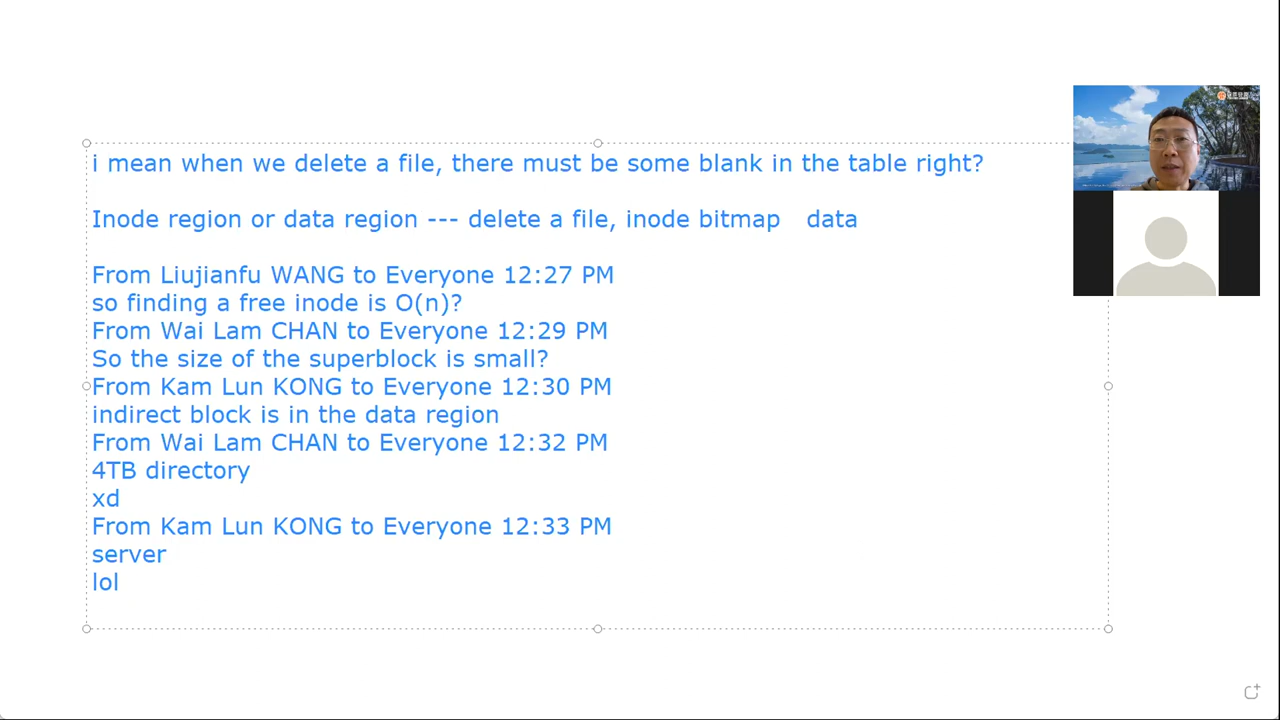 i mean when we delete a file, there must be some blank in the table right?
Inode region or data region --- delete a file, inode bitmap   data
From Liujianfu WANG to Everyone 12:27 PM
so finding a free inode is O(n)?
From Wai Lam CHAN to Everyone 12:29 PM
So the size of the superblock is small?
From Kam Lun KONG to Everyone 12:30 PM
indirect block is in the data region
From Wai Lam CHAN to Everyone 12:32 PM
4TB directory
xd
From Kam Lun KONG to Everyone 12:33 PM
server
lol